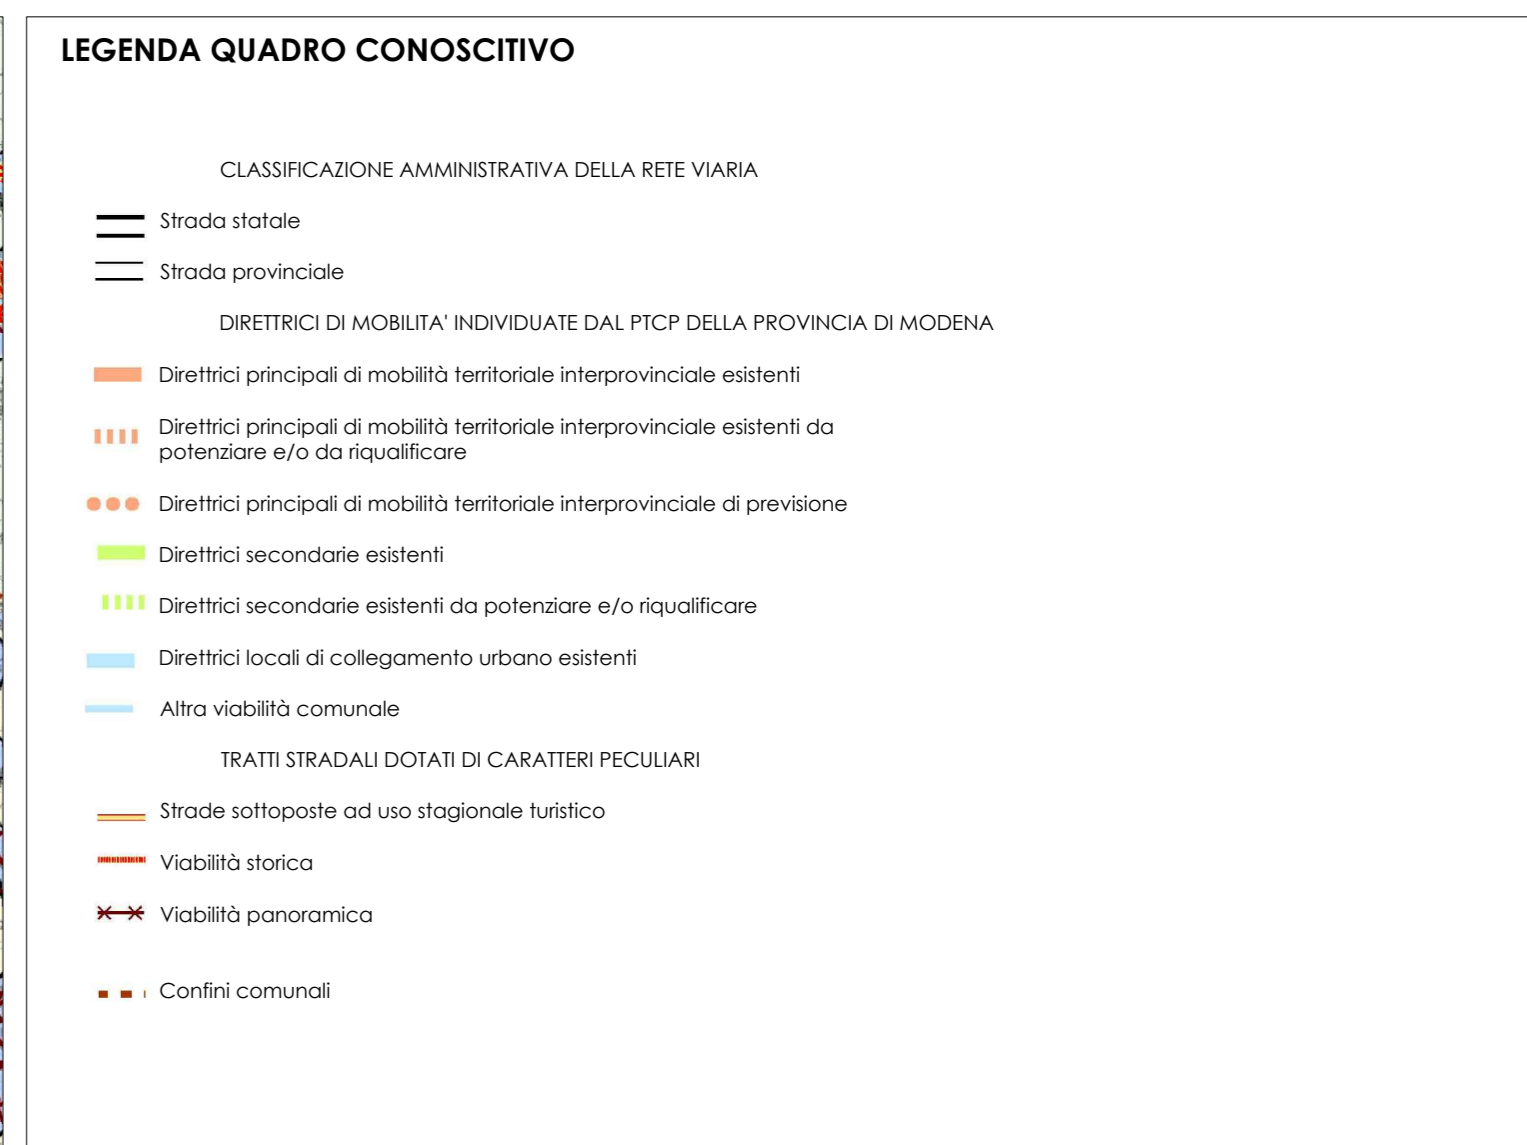 LEGENDA QUADRO CONOSCITIVO
CLASSIFICAZIONE AMMINISTRATIVA DELLA RETE VIARIA
Strada statale
Strada provinciale
DIRETTRICI DI MOBILITA' INDIVIDUATE DAL PTCP DELLA PROVINCIA DI MODENA
Direttrici principali di mobilità territoriale interprovinciale esistenti
Direttrici principali di mobilità territoriale interprovinciale esistenti da
potenziare e/o da riqualificare
Direttrici principali di mobilità territoriale interprovinciale di previsione
Direttrici secondarie esistenti
Direttrici secondarie esistenti da potenziare e/o riqualificare
Direttrici locali di collegamento urbano esistenti
Altra viabilità comunale
TRATTI STRADALI DOTATI DI CARATTERI PECULIARI
Strade sottoposte ad uso stagionale turistico
Viabilità storica
Viabilità panoramica
Confini comunali